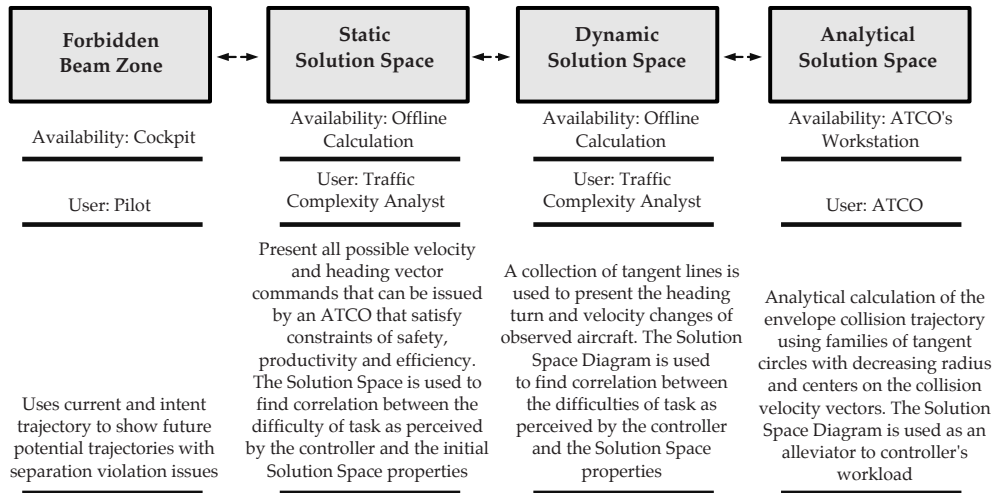 Forbidden
Beam Zone
Availability: Cockpit
User: Pilot
Uses current and intent
trajectory to show future
potential trajectories with
separation violation issues
Static
Solution Space
Availability: Offline
Calculation
User: Traffic
Complexity Analyst
Present all possible velocity
and heading vector
commands that can be issued
by an ATCO that satisfy
constraints of safety,
productivity and efficiency.
The Solution Space is used to
find correlation between the
difficulty of task as perceived
by the controller and the initial
Solution Space properties
Dynamic
Solution Space
Availability: Offline
Calculation
User: Traffic
Complexity Analyst
A collection of tangent lines is
used to present the heading
turn and velocity changes of
observed aircraft. The Solution
Space Diagram is used
to find correlation between
the difficulties of task as
perceived by the controller
and the Solution Space
properties
Analytical
Solution Space
Availability: ATCO's
Workstation
User: ATCO
Analytical calculation of the
envelope collision trajectory
using families of tangent
circles with decreasing radius
and centers on the collision
velocity vectors. The Solution
Space Diagram is used as an
alleviator to controller's
workload